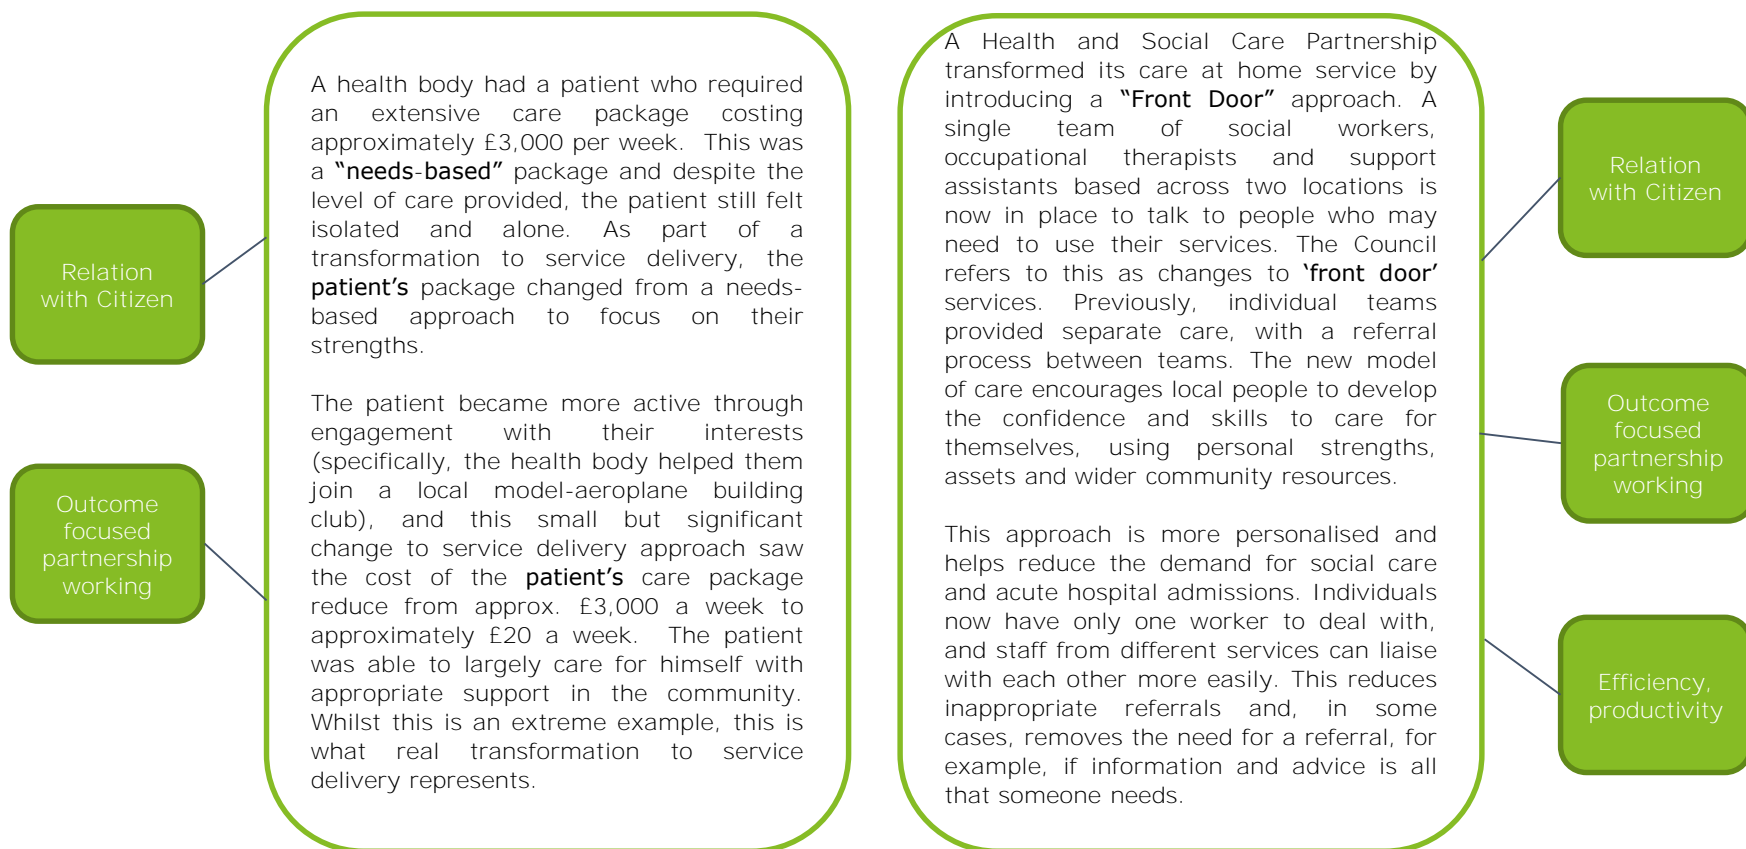 Relation
with Citizen
Outcome
focused
partnership
working
A health body had a patient who required
an extensive care package costing
approximately £3,000 per week. This was
a “needs-based” package and despite the
level of care provided, the patient still felt
isolated and alone. As part of a
transformation to service delivery, the
patient’s package changed from a needs-
based approach to focus on their
strengths.
The patient became more active through
engagement with their interests
(specifically, the health body helped them
join a local model-aeroplane building
club), and this small but significant
change to service delivery approach saw
the cost of the patient’s care package
reduce from approx. £3,000 a week to
approximately £20 a week. The patient
was able to largely care for himself with
appropriate support in the community.
Whilst this is an extreme example, this is
what real transformation to service
delivery represents.
A Health and Social Care Partnership
transformed its care at home service by
introducing a “Front Door” approach. A
single team of social workers,
occupational therapists and support
assistants based across two locations is
now in place to talk to people who may
need to use their services. The Council
refers to this as changes to ‘front door’
services. Previously, individual teams
provided separate care, with a referral
process between teams. The new model
of care encourages local people to develop
the confidence and skills to care for
themselves, using personal strengths,
assets and wider community resources.
This approach is more personalised and
helps reduce the demand for social care
and acute hospital admissions. Individuals
now have only one worker to deal with,
and staff from different services can liaise
with each other more easily. This reduces
inappropriate referrals and, in some
cases, removes the need for a referral, for
example, if information and advice is all
that someone needs.
Relation
with Citizen
Outcome
focused
partnership
working
Efficiency,
productivity